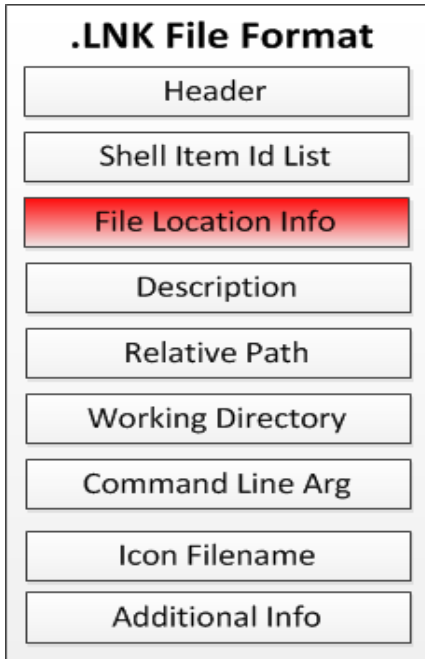 .LNK File Format
Header
Shell Item Id List
File Location Info
Description
Relative Path
Working Directory
Command Line Arg
Icon Filename
Additional Info